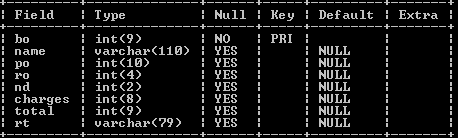 Field | Type | Null | Key | Default | Extra
bo | int(9) | NO | PRI | |
name | varchar(110) | YES | | NULL |
po | int(10) | YES | | NULL |
ro | int(4) | YES | | NULL |
nd | int(2) | YES | | NULL |
charges | int(8) | YES | | NULL |
total | int(9) | YES | | NULL |
rt | varchar(79) | YES | | NULL |